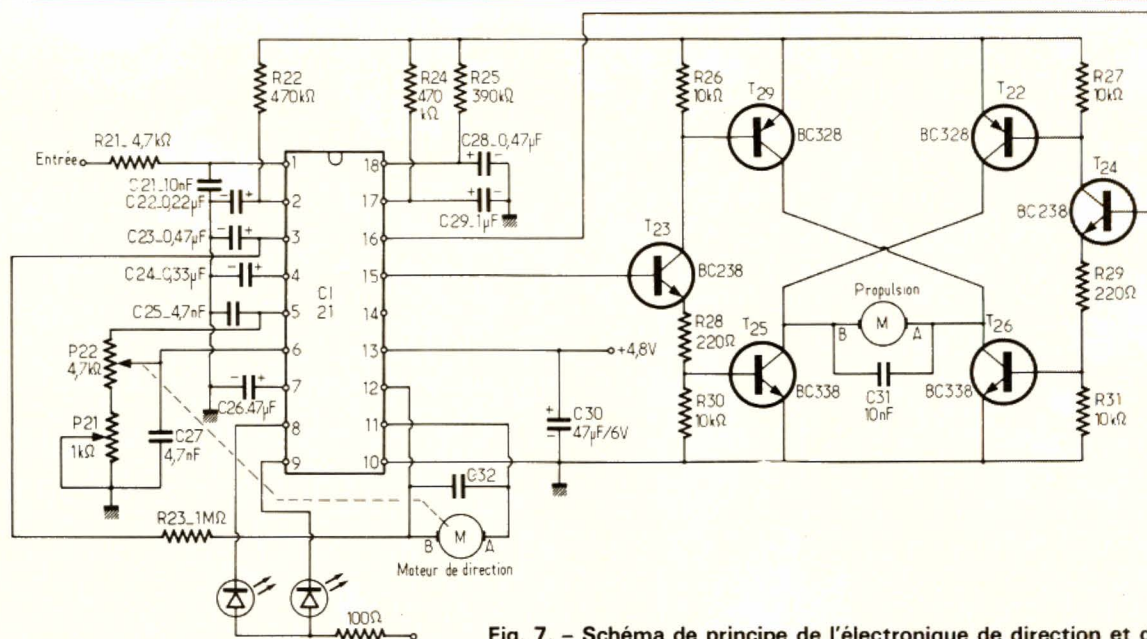 R22
470kΩ
R24
470
kΩ
R25
390kΩ
R26
10kΩ
T29
BC328
T22
BC328
R27
10kΩ
R21_4,7kΩ
Entrée
C21_10nF
C22_0,22µF
C23_0,47µF
C24_0,33µF
C25_4,7nF
C26.47µF
1
2
3
4
5
6
7
8
9
CI
21
18
17
16
15
14
13
12
11
10
C28_0,47µF
C29_1µF
T23
BC238
T24
BC238
R28
220Ω
R29
220Ω
Propulsion
B
M
A
T25
BC338
T26
BC338
C31
10nF
R30
10kΩ
R31
10kΩ
+4,8V
C30
47µF/6V
P22
4,7kΩ
P21
1kΩ
C27
4,7nF
C32
R23_1MΩ
B
M
A
Moteur de direction
100Ω
Fig. 7. – Schéma de principe de l'électronique de direction et